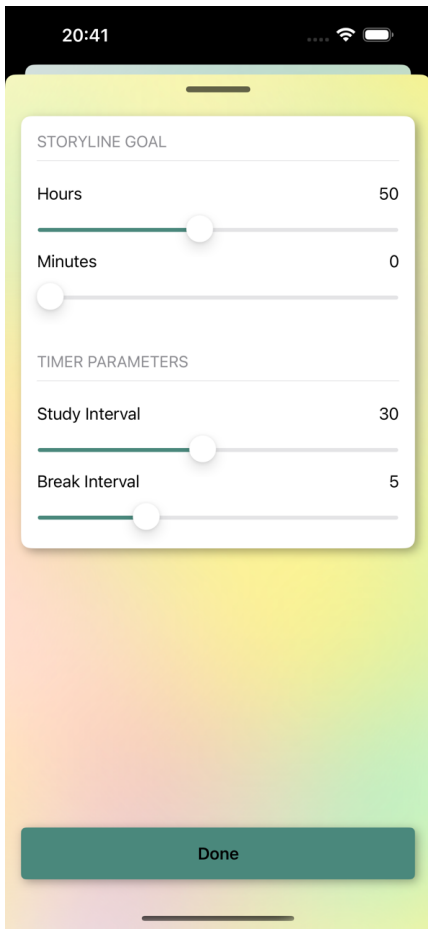 20:41
STORYLINE GOAL
Hours 50
Minutes 0
TIMER PARAMETERS
Study Interval 30
Break Interval 5
Done